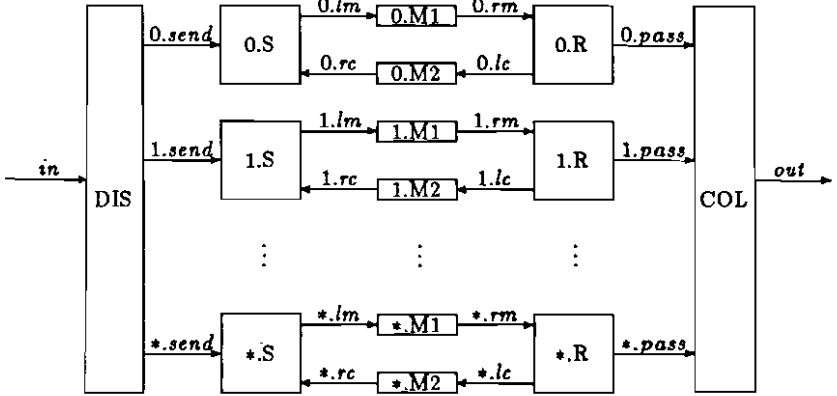 0.lm 0.rm
0.send 0.S 0.M1 0.R 0.pass
0.rc 0.M2 0.lc
1.lm 1.rm
1.send 1.S 1.M1 1.R 1.pass
in 1.rc 1.M2 1.lc out
DIS COL
⋮ ⋮ ⋮
*.lm *.rm
*.send *.S *.M1 *.R *.pass
*.rc *.M2 *.lc